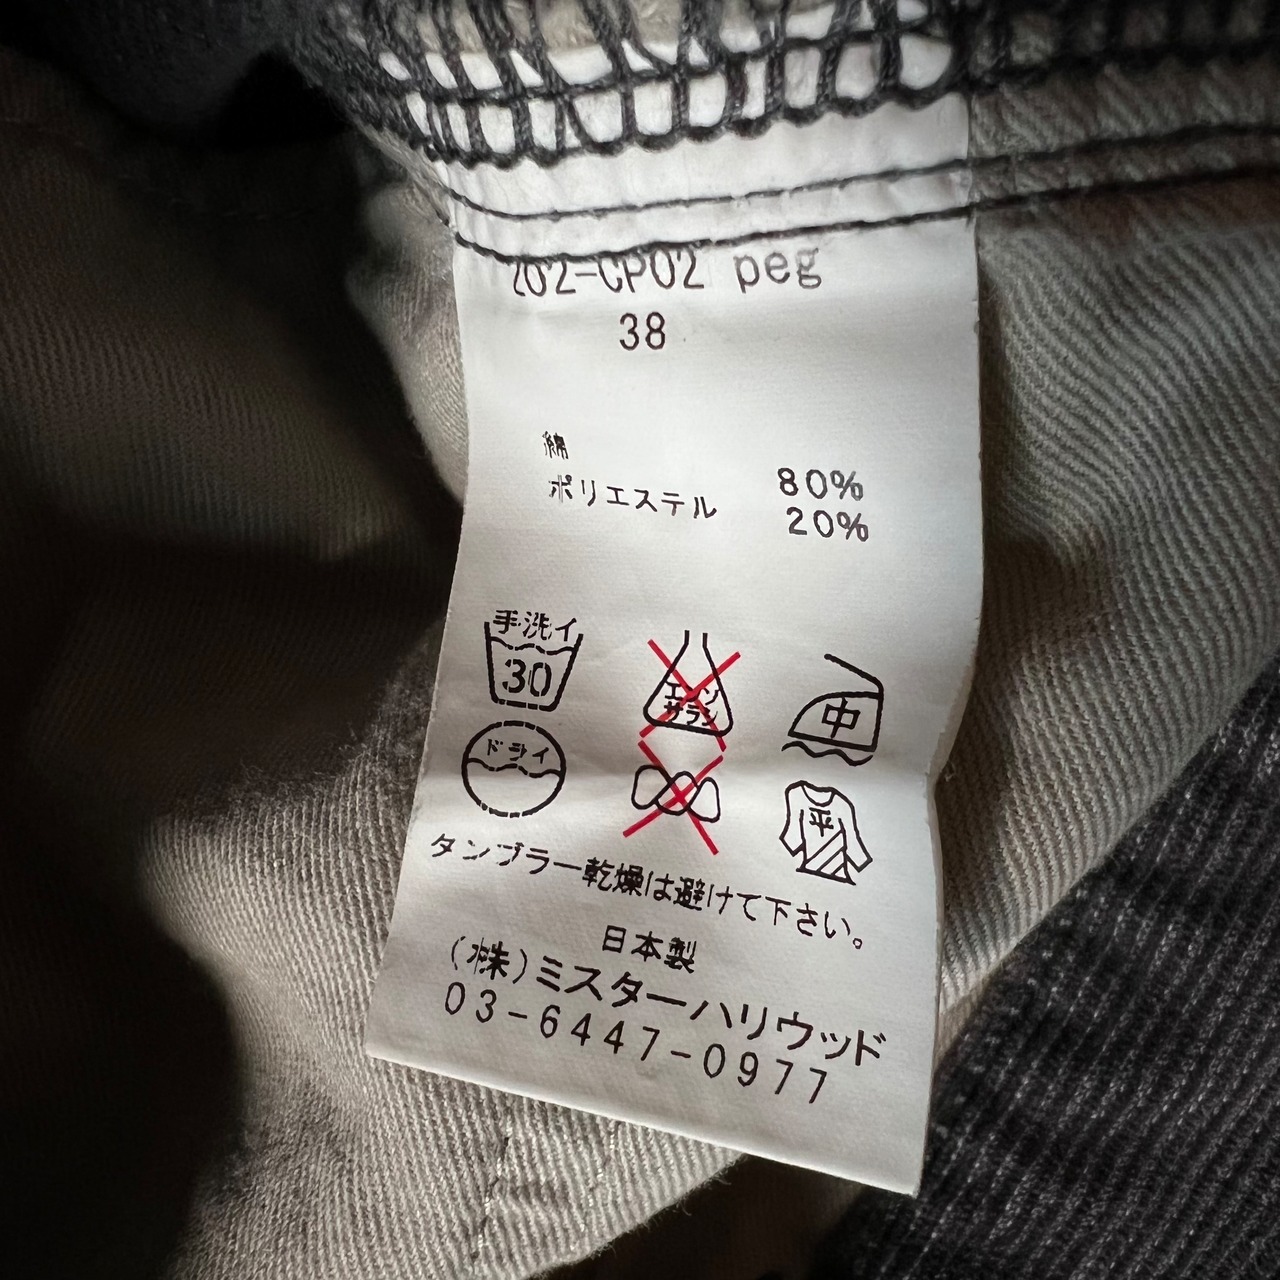 202-CP02 peg
38
綿 80%
ポリエステル 20%
手洗イ
30
エンソ
サラシ
中
ドライ
平
タンブラー乾燥は避けて下さい。
日本製
(株)ミスターハリウッド
03-6447-0977